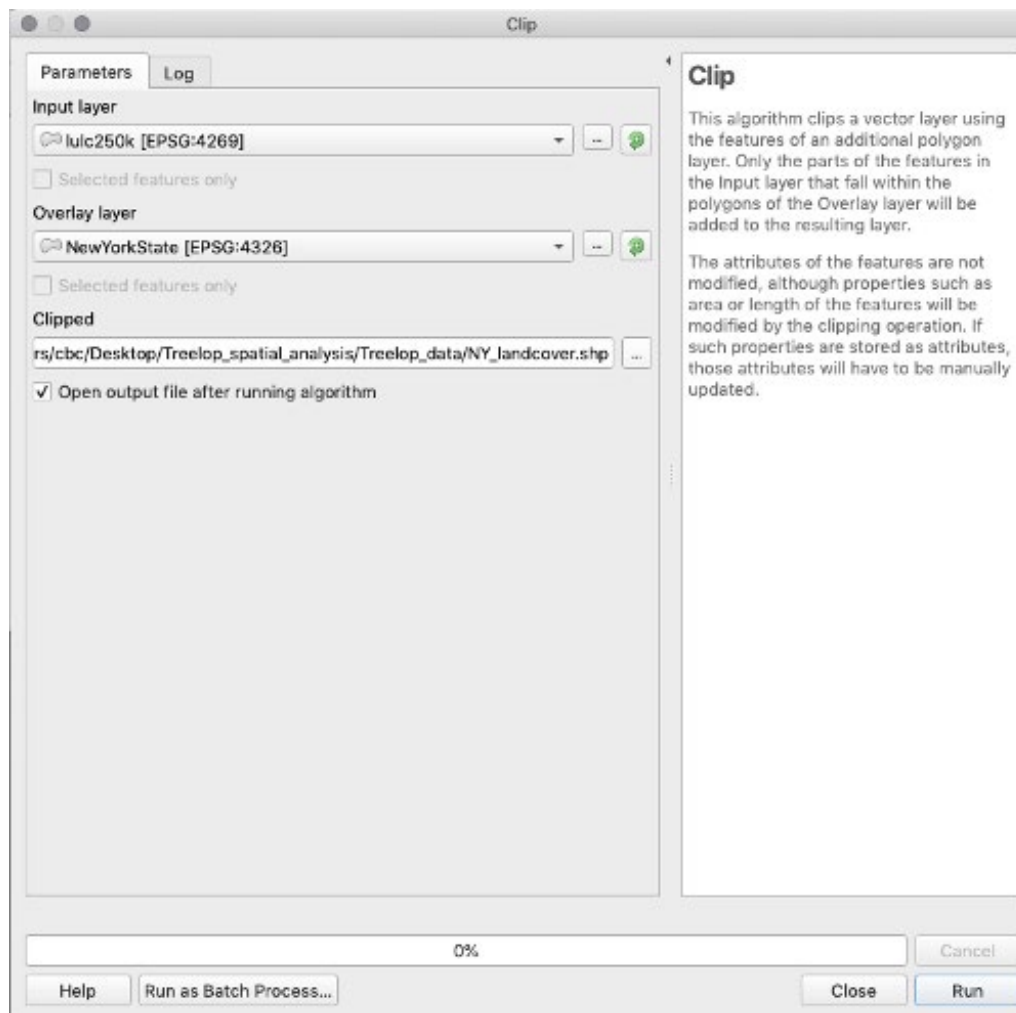 Clip
Parameters
Log
Input layer
lulc250k [EPSG:4269]
...
Selected features only
Overlay layer
NewYorkState [EPSG:4326]
...
Selected features only
Clipped
rs/cbc/Desktop/Treelop_spatial_analysis/Treelop_data/NY_landcover.shp
...
Open output file after running algorithm
Clip
This algorithm clips a vector layer using
the features of an additional polygon
layer. Only the parts of the features in
the Input layer that fall within the
polygons of the Overlay layer will be
added to the resulting layer.
The attributes of the features are not
modified, although properties such as
area or length of the features will be
modified by the clipping operation. If
such properties are stored as attributes,
those attributes will have to be manually
updated.
0%
Cancel
Help
Run as Batch Process...
Close
Run